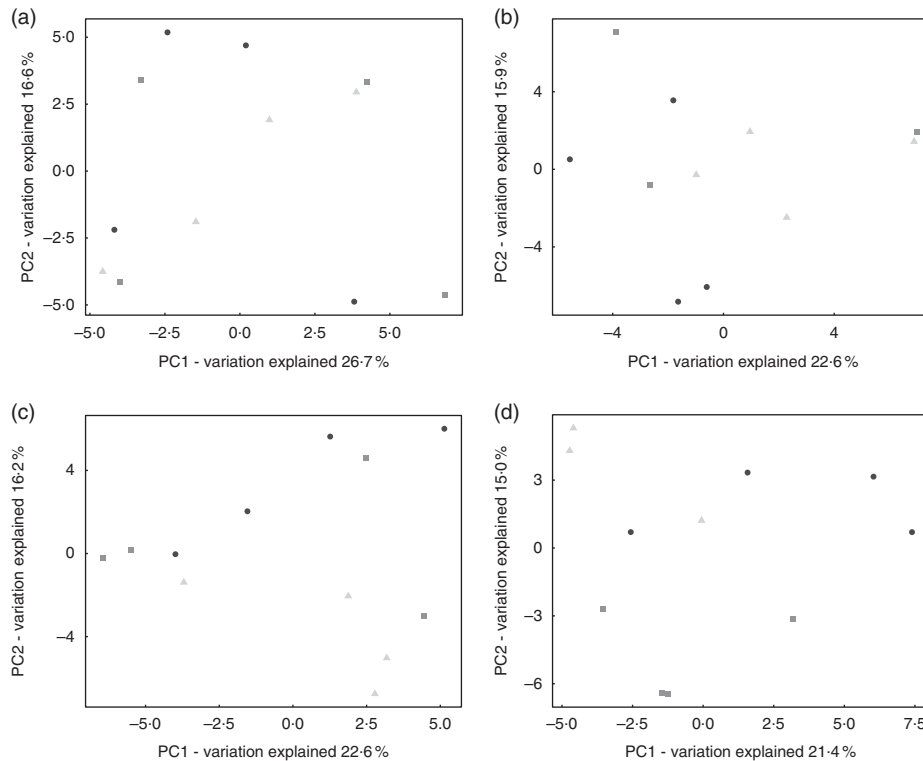 (a)
5·0
2·5
0·0
−2·5
−5·0
PC2 - variation explained 16·6 %
−5·0 −2·5 0·0 2·5 5·0
PC1 - variation explained 26·7 %
(b)
4
0
−4
PC2 - variation explained 15·9 %
−4 0 4
PC1 - variation explained 22·6 %
(c)
4
0
−4
PC2 - variation explained 16·2 %
−5·0 −2·5 0·0 2·5 5·0
PC1 - variation explained 22·6 %
(d)
3
0
−3
−6
PC2 - variation explained 15·0 %
−5·0 −2·5 0·0 2·5 5·0 7·5
PC1 - variation explained 21·4 %